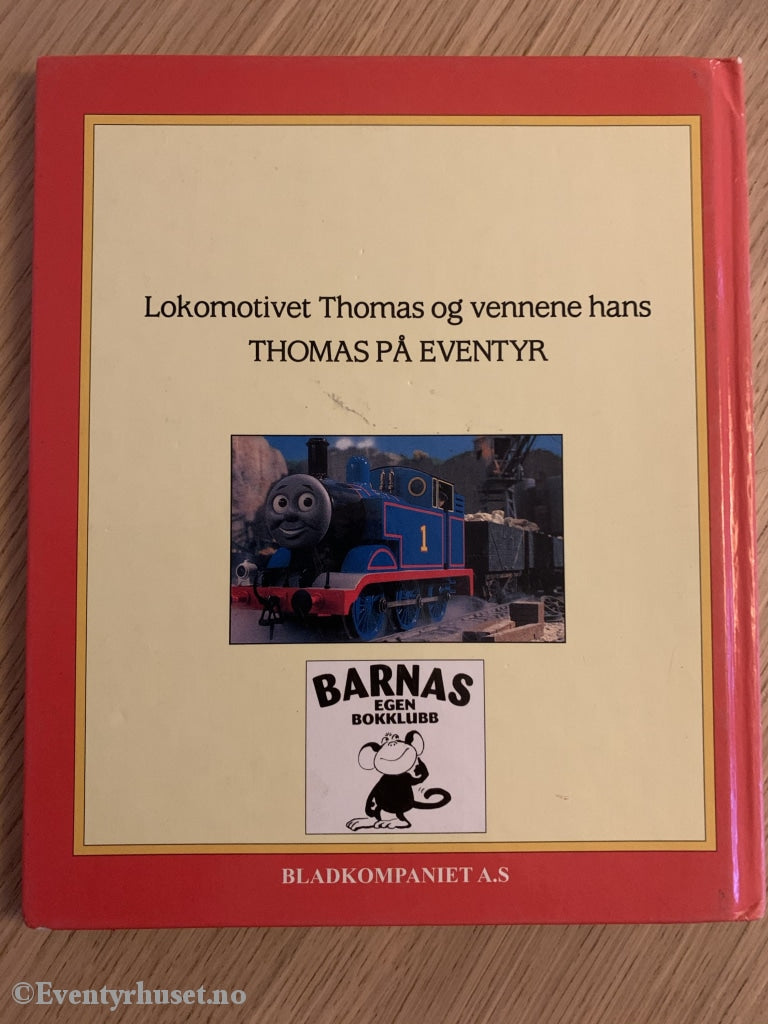 Lokomotivet Thomas og vennene hans
THOMAS PÅ EVENTYR
1
BARNAS
EGEN
BOKKLUBB
BLADKOMPANIET A.S
©Eventyrhuset.no